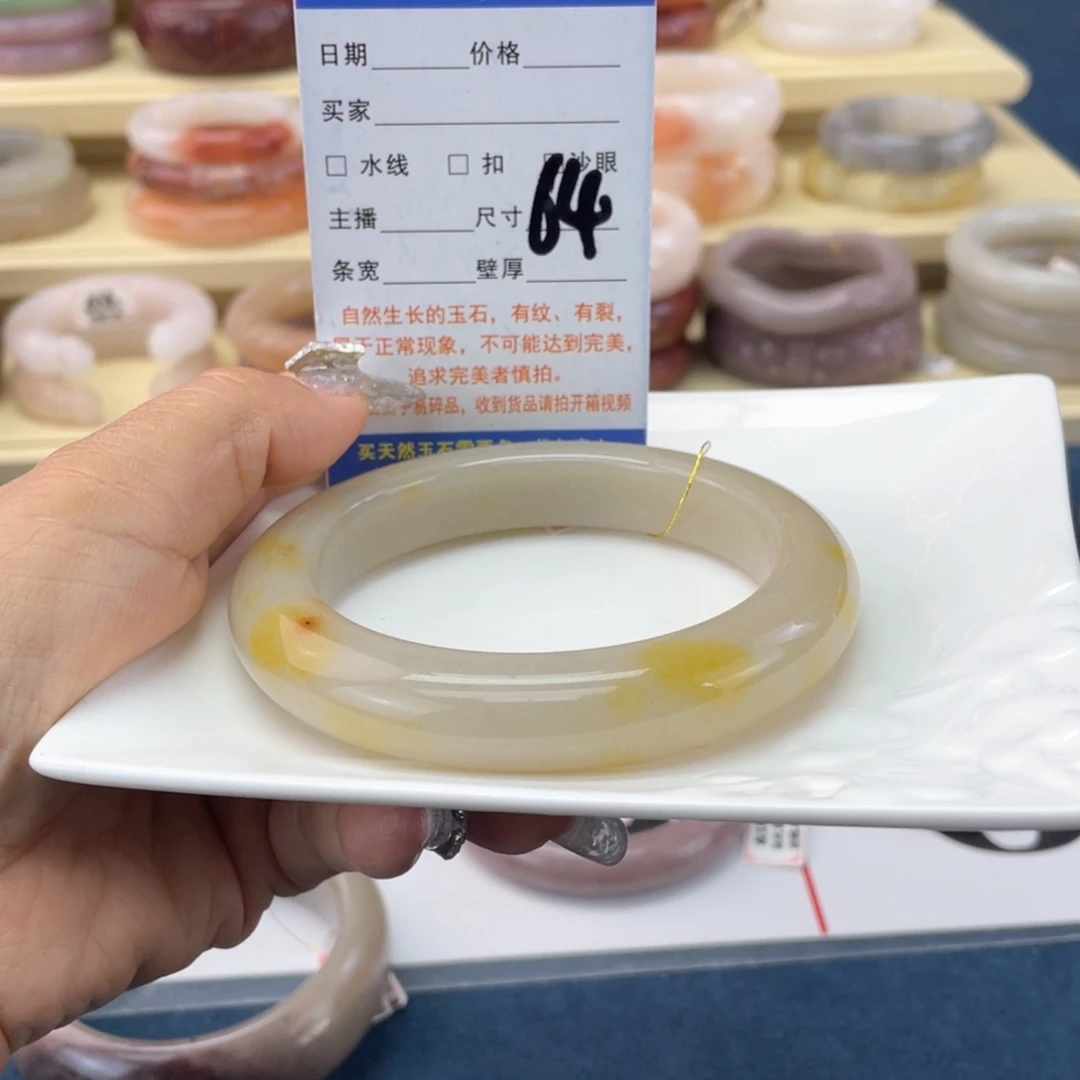 日期 价格
买家
水线 扣 沙眼
主播 尺寸 64
条宽 壁厚
自然生长的玉石，有纹、有裂，
正常现象，不可能达到完美，
追求完美者慎拍。
易碎品，收到货品请拍开箱视频
买天然玉石